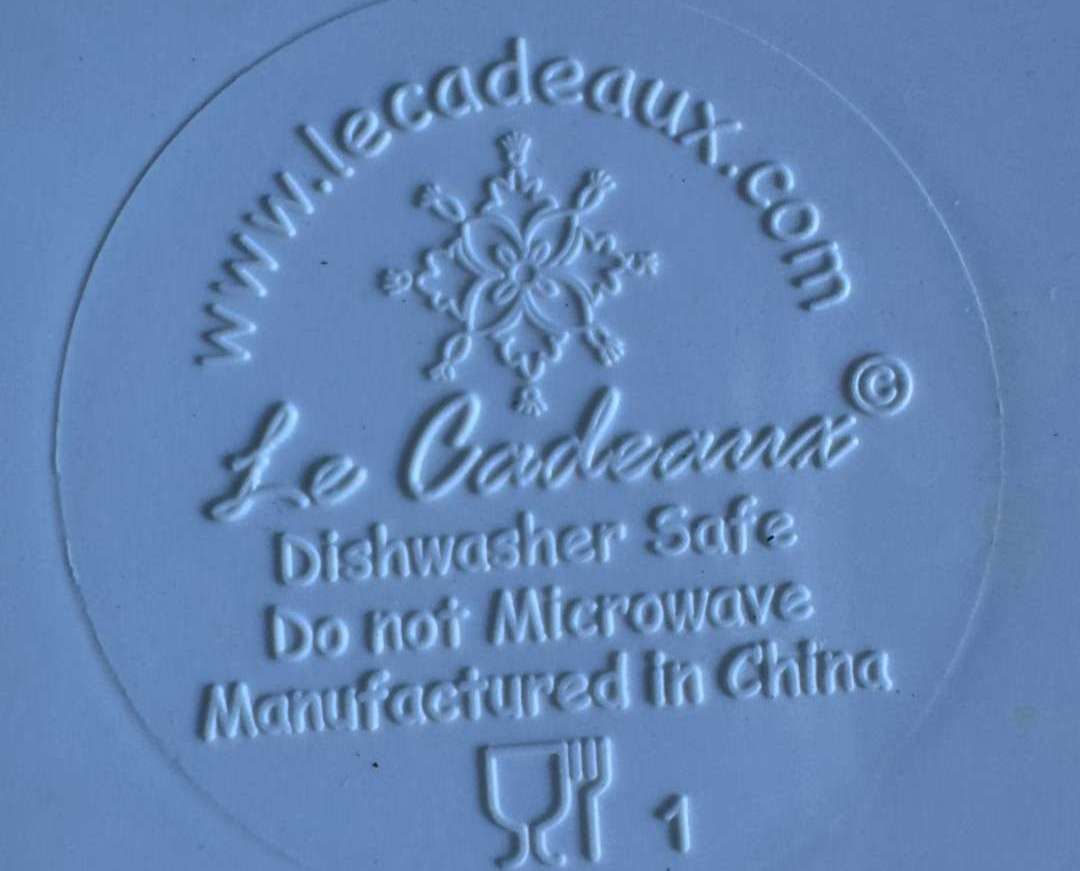 www.lecadeaux.com
Le Cadeaux©
Dishwasher Safe
Do not Microwave
Manufactured in China
1